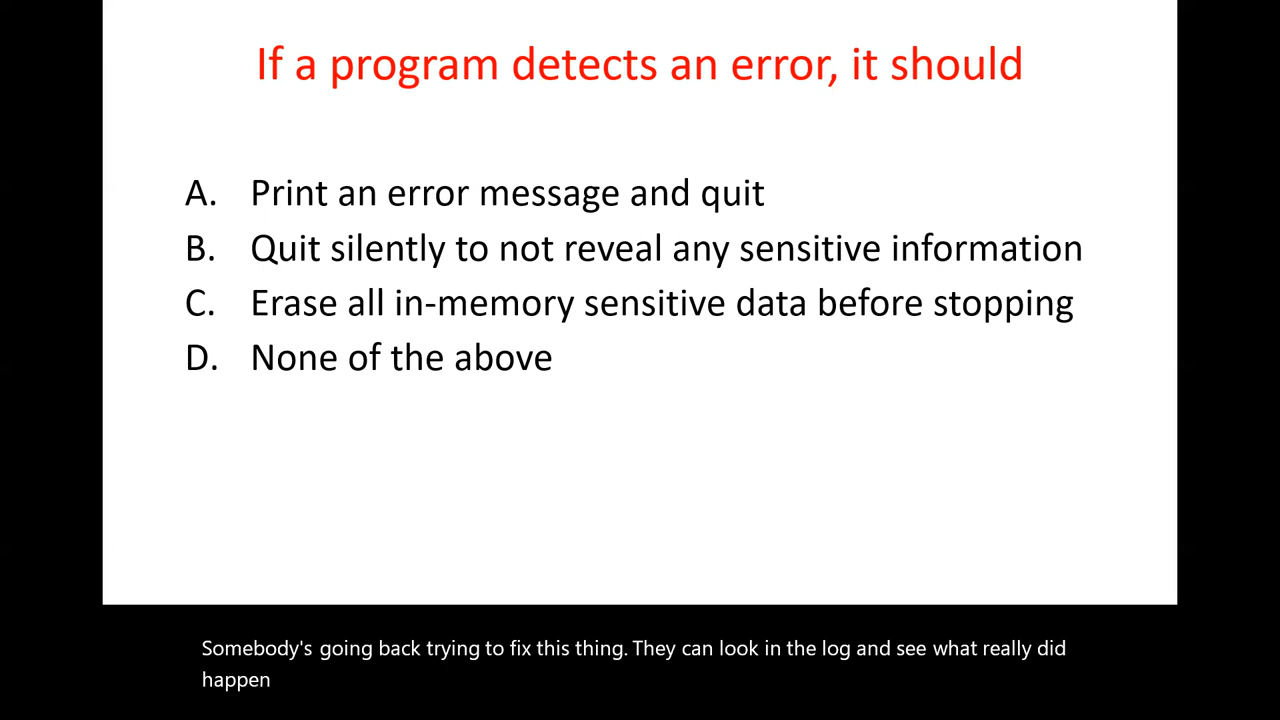 If a program detects an error, it should
A. Print an error message and quit
B. Quit silently to not reveal any sensitive information
C. Erase all in-memory sensitive data before stopping
D. None of the above
Somebody's going back trying to fix this thing. They can look in the log and see what really did
happen